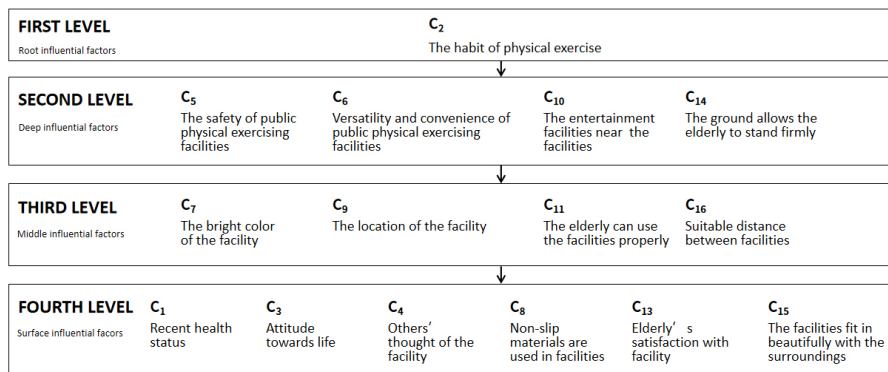 FIRST LEVEL
Root influential factors
C2
The habit of physical exercise
SECOND LEVEL
Deep influential factors
C5
The safety of public
physical exercising
facilities
C6
Versatility and convenience of
public physical exercising
facilities
C10
The entertainment
facilities near the
facilities
C14
The ground allows the
elderly to stand firmly
THIRD LEVEL
Middle influential factors
C7
The bright color
of the facility
C9
The location of the facility
C11
The elderly can use
the facilities properly
C16
Suitable distance
between facilities
FOURTH LEVEL
Surface influential facors
C1
Recent health
status
C3
Attitude
towards life
C4
Others'
thought of the
facility
C8
Non-slip
materials are
used in facilities
C13
Elderly' s
satisfaction with
facility
C15
The facilities fit in
beautifully with the
surroundings